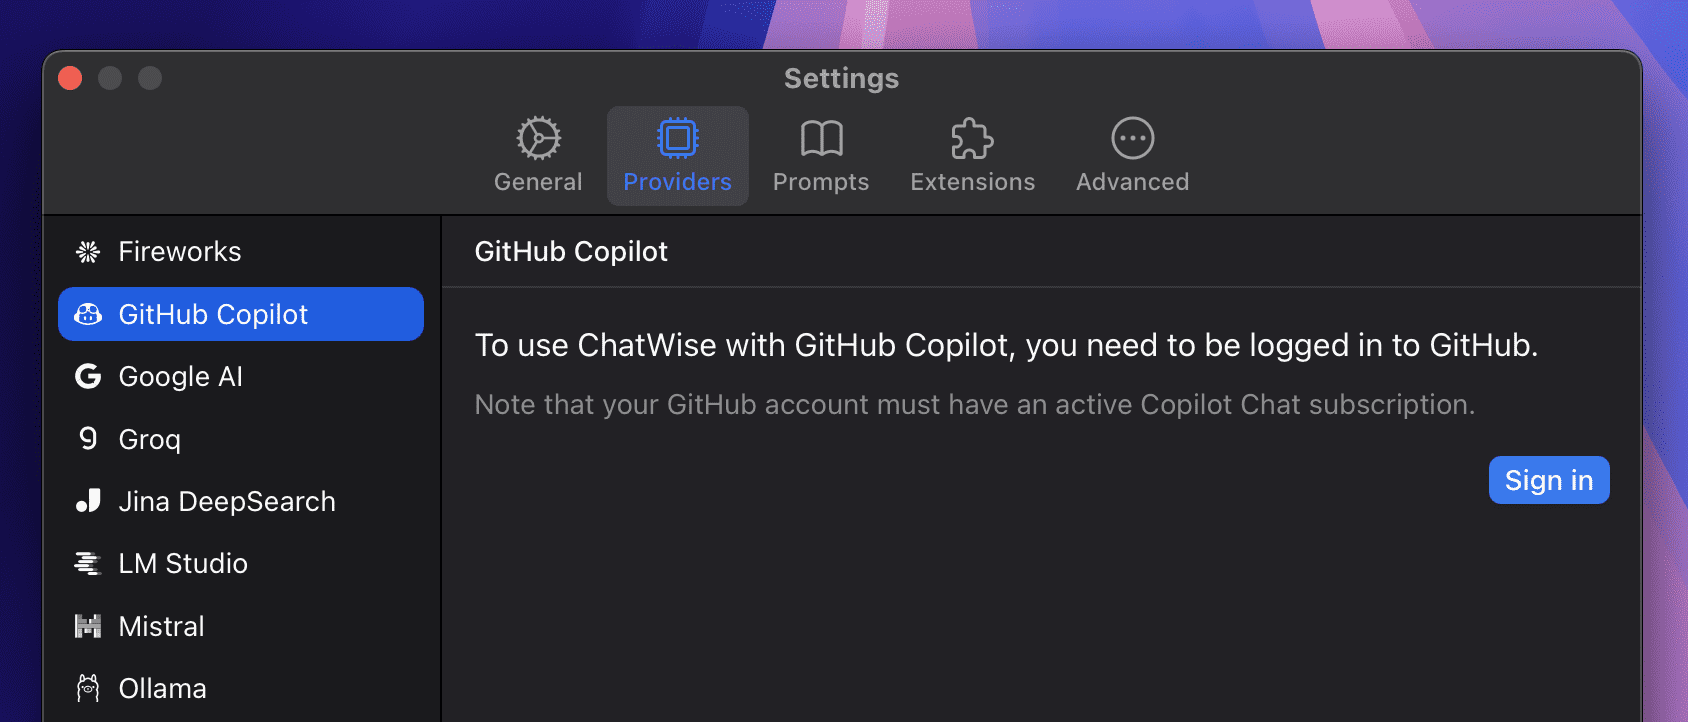 Settings
General
Providers
Prompts
Extensions
Advanced
Fireworks
GitHub Copilot
Google AI
Groq
Jina DeepSearch
LM Studio
Mistral
Ollama
GitHub Copilot
To use ChatWise with GitHub Copilot, you need to be logged in to GitHub.
Note that your GitHub account must have an active Copilot Chat subscription.
Sign in